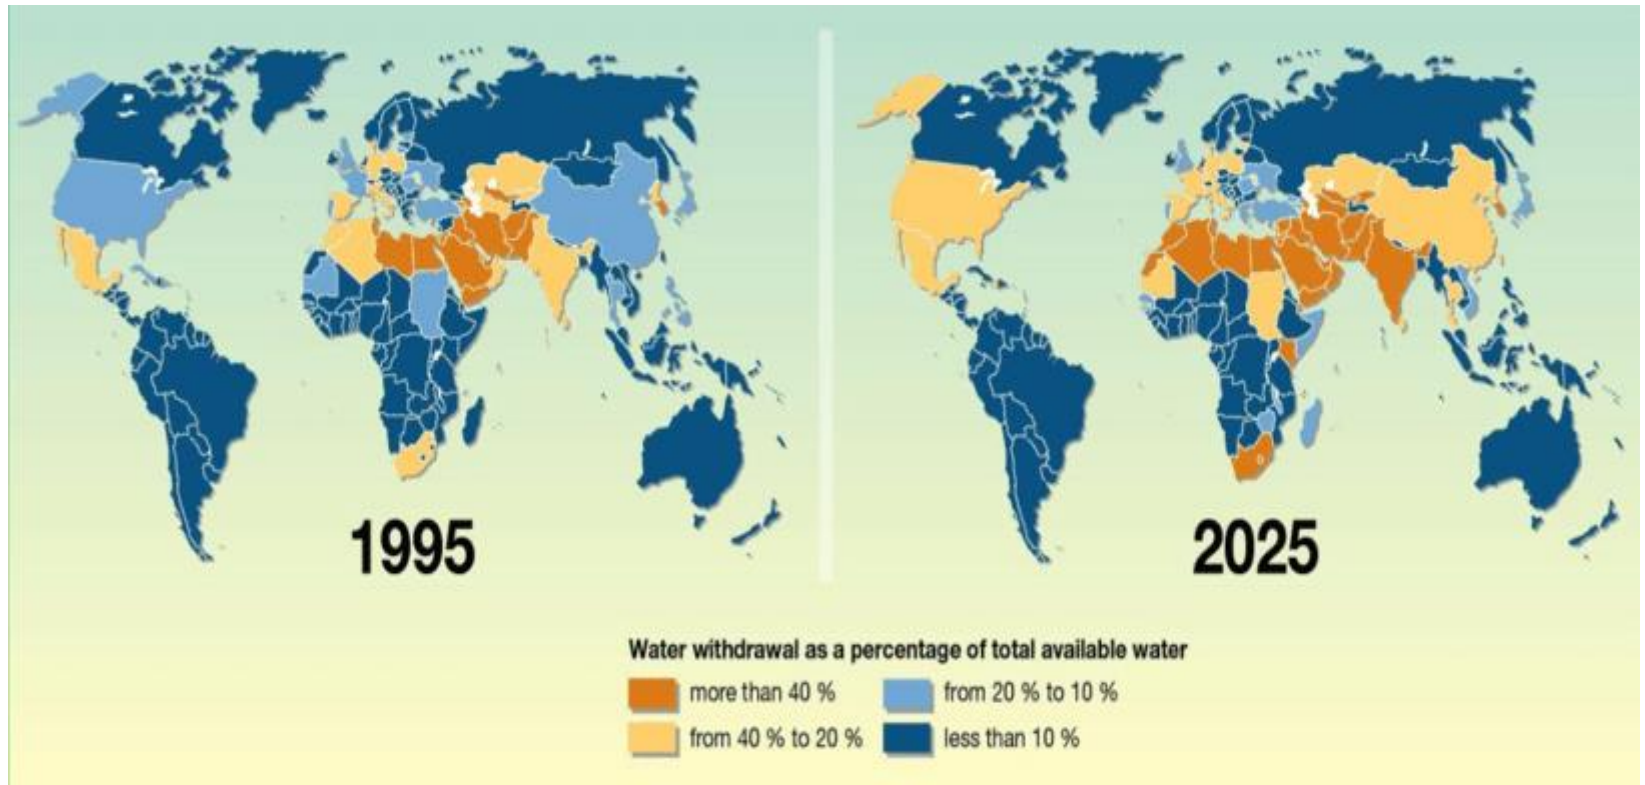 1995
2025
Water withdrawal as a percentage of total available water
more than 40 %
from 20 % to 10 %
from 40 % to 20 %
less than 10 %